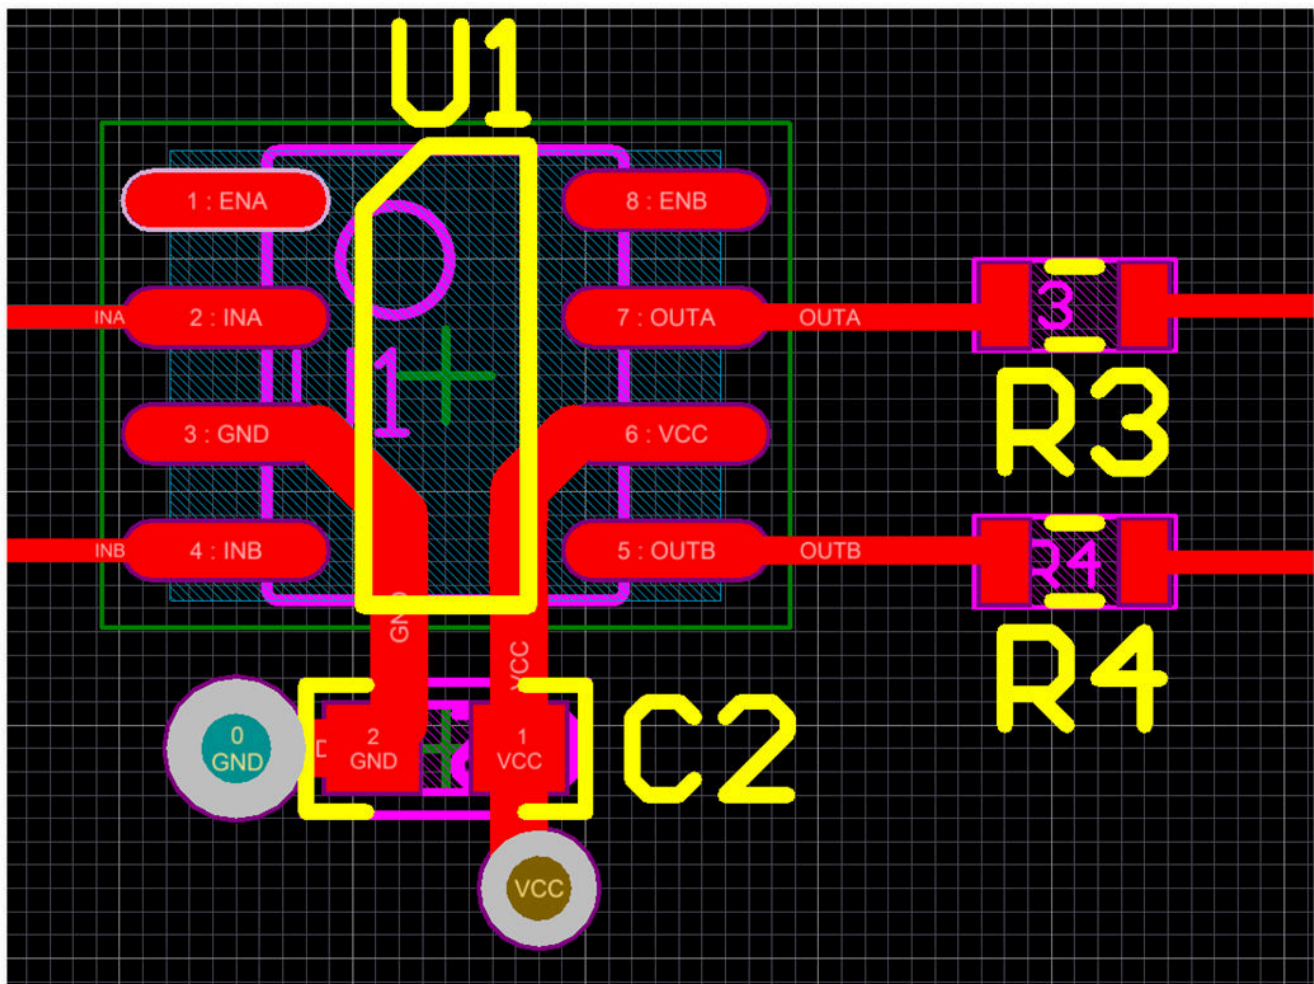 U1
1 : ENA
8 : ENB
INA
2 : INA
7 : OUTA
OUTA
3
R3
1
3 : GND
6 : VCC
INB
4 : INB
5 : OUTB
OUTB
R4
GND
VCC
R4
0
GND
D
2
GND
1
VCC
C2
VCC